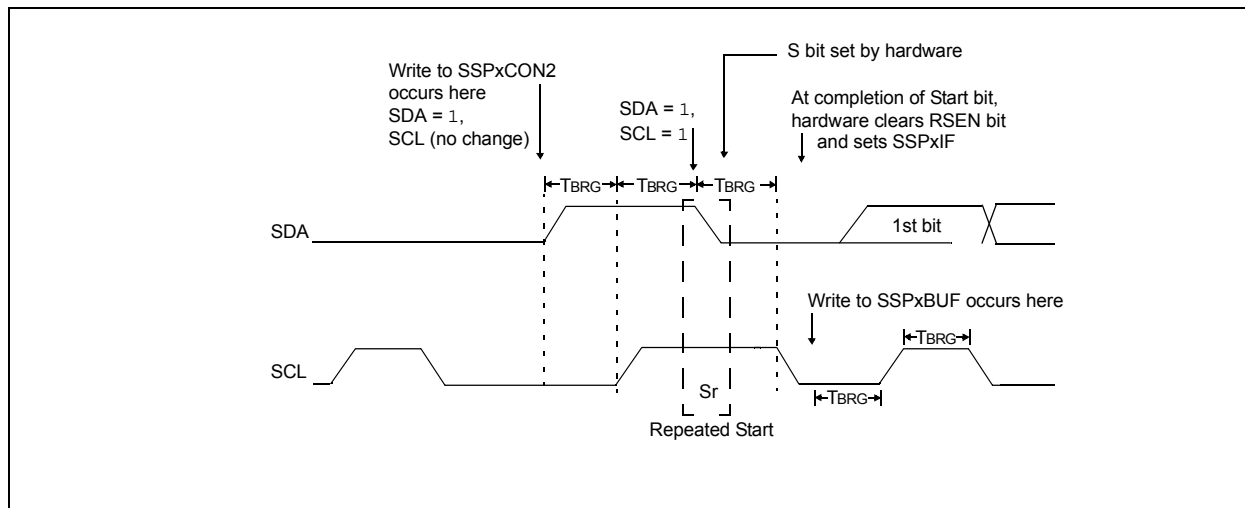 S bit set by hardware
Write to SSPxCON2
occurs here
SDA = 1,
SCL (no change)
SDA = 1,
SCL = 1
At completion of Start bit,
hardware clears RSEN bit
and sets SSPxIF
TBRG
TBRG
TBRG
SDA
1st bit
Write to SSPxBUF occurs here
TBRG
SCL
Sr
TBRG
Repeated Start